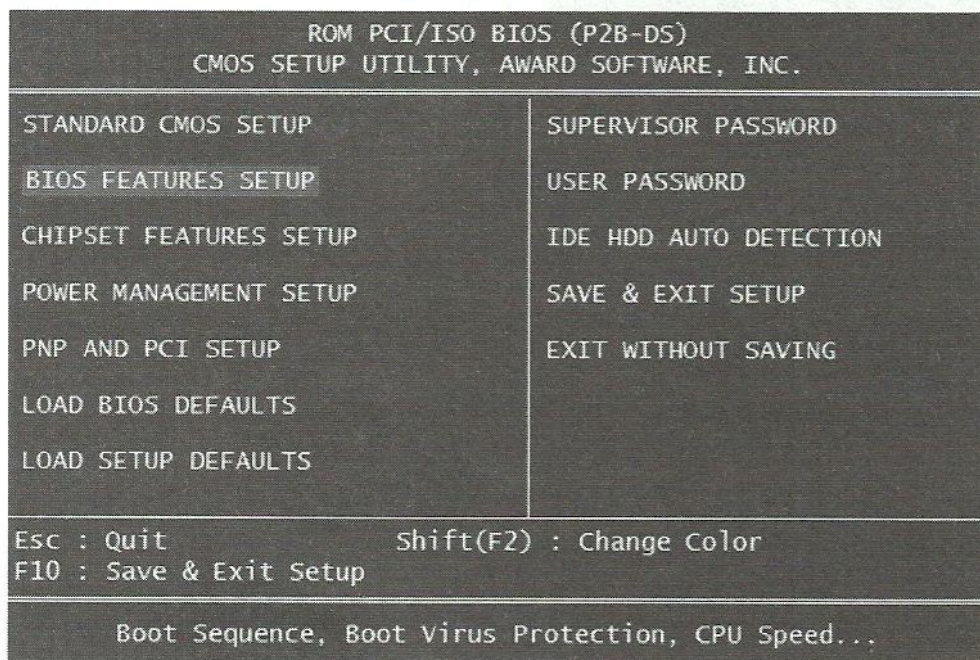 ROM PCI/ISO BIOS (P2B-DS)
CMOS SETUP UTILITY, AWARD SOFTWARE, INC.
STANDARD CMOS SETUP
BIOS FEATURES SETUP
CHIPSET FEATURES SETUP
POWER MANAGEMENT SETUP
PNP AND PCI SETUP
LOAD BIOS DEFAULTS
LOAD SETUP DEFAULTS
SUPERVISOR PASSWORD
USER PASSWORD
IDE HDD AUTO DETECTION
SAVE & EXIT SETUP
EXIT WITHOUT SAVING
Esc : Quit Shift(F2) : Change Color
F10 : Save & Exit Setup
Boot Sequence, Boot Virus Protection, CPU Speed...